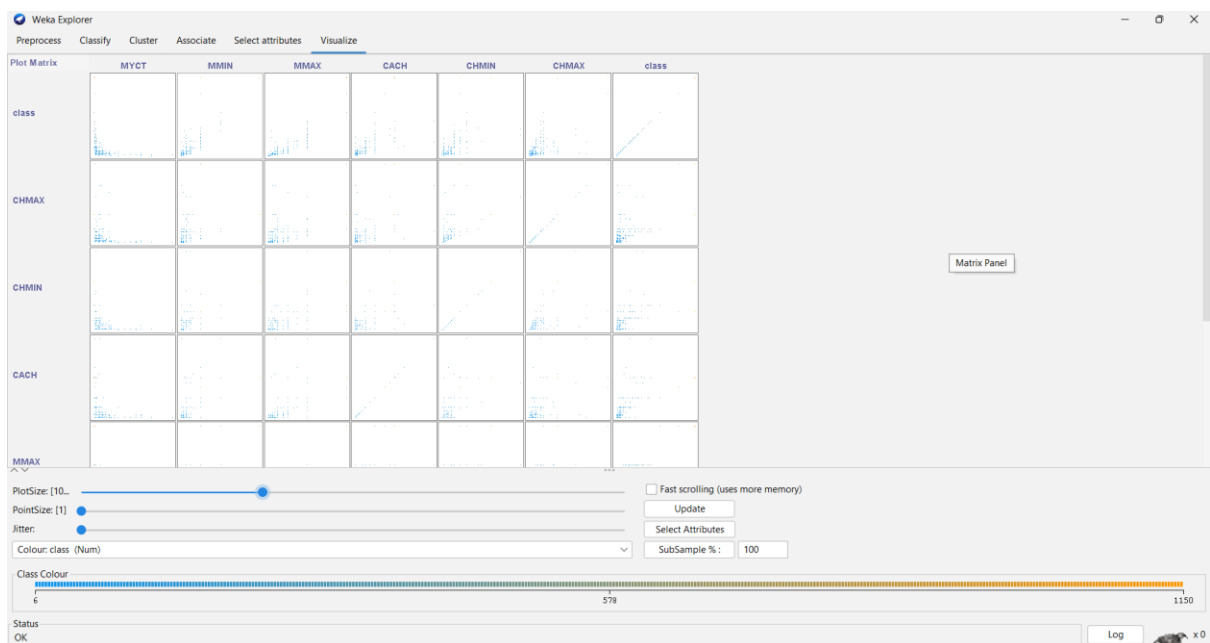 Weka Explorer
Preprocess Classify Cluster Associate Select attributes Visualize
Plot Matrix MYCT MMIN MMAX CACH CHMIN CHMAX class
class
CHMAX
CHMIN
Matrix Panel
CACH
MMAX
PlotSize: [10... Fast scrolling (uses more memory)
PointSize: [1] Update
Jitter: Select Attributes
Colour: class (Num) SubSample % : 100
Class Colour
6 578 1150
Status
OK Log x 0